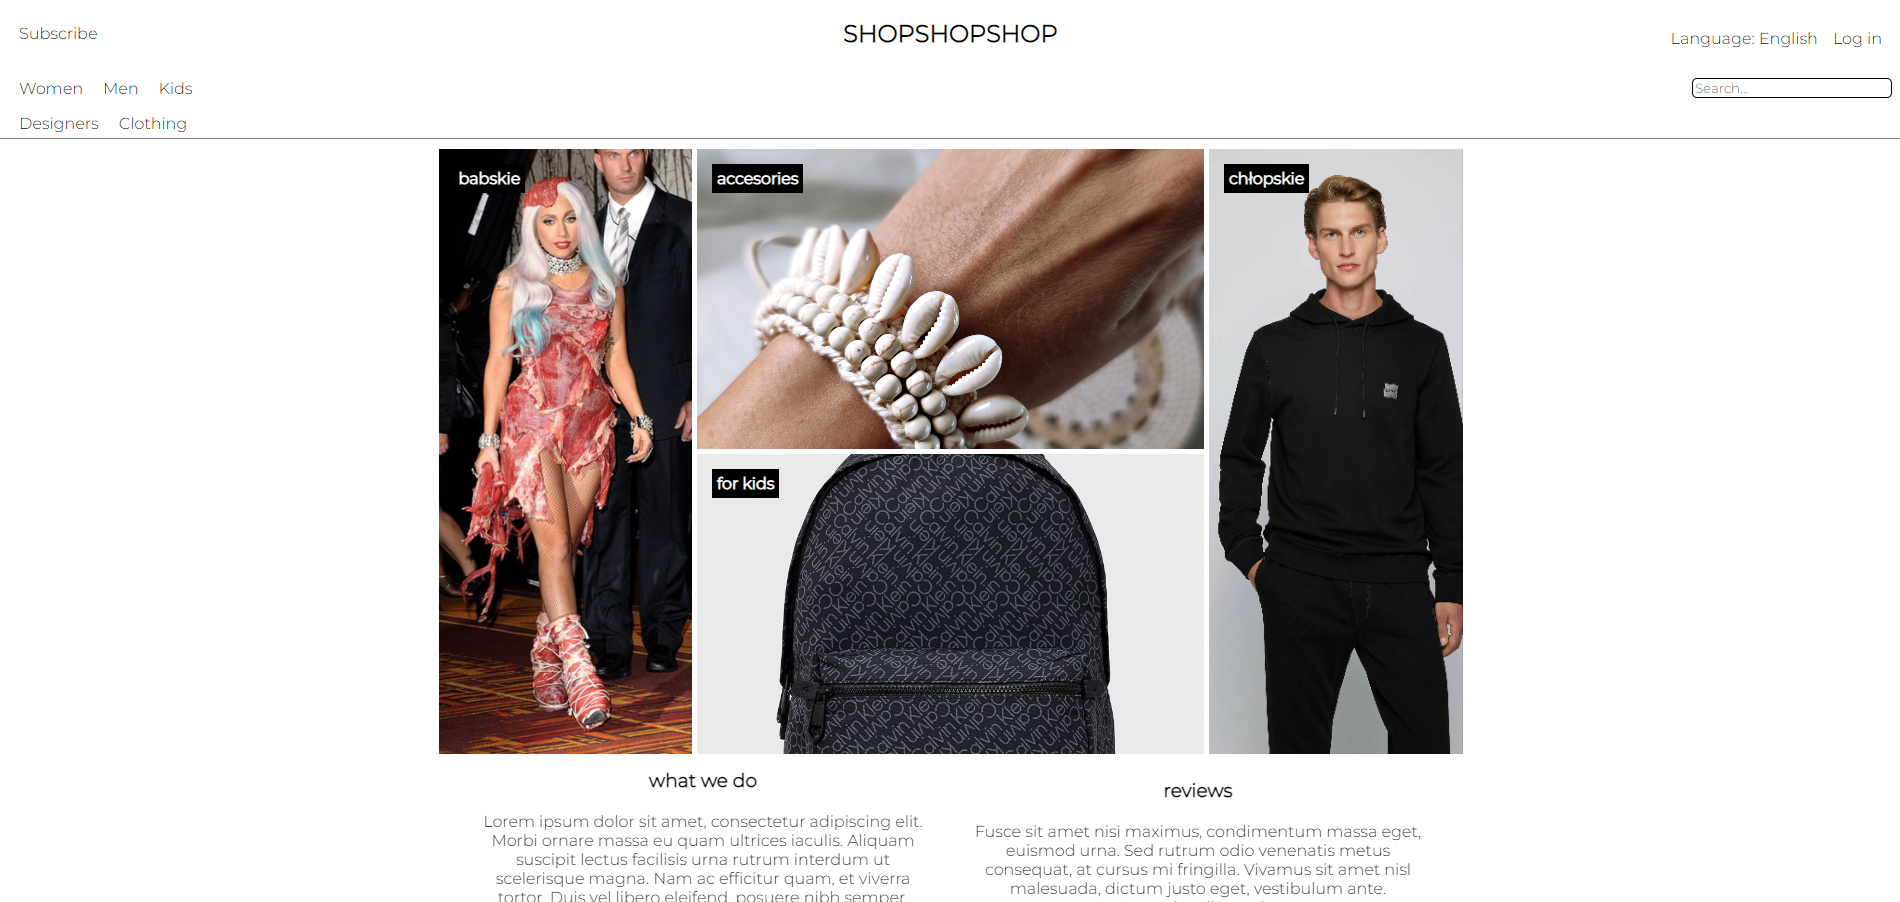 Subscribe
SHOPSHOPSHOP
Language: English Log in
Women Men Kids
Search...
Designers Clothing
babskie
accesories
chłopskie
for kids
Calvin Klein
what we do
Lorem ipsum dolor sit amet, consectetur adipiscing elit.
Morbi ornare massa eu quam ultrices iaculis. Aliquam
suscipit lectus facilisis urna rutrum interdum ut
scelerisque magna. Nam ac efficitur quam, et viverra
tortor. Duis vel libero eleifend, posuere nibh semper
reviews
Fusce sit amet nisi maximus, condimentum massa eget,
euismod urna. Sed rutrum odio venenatis metus
consequat, at cursus mi fringilla. Vivamus sit amet nisl
malesuada, dictum justo eget, vestibulum ante.